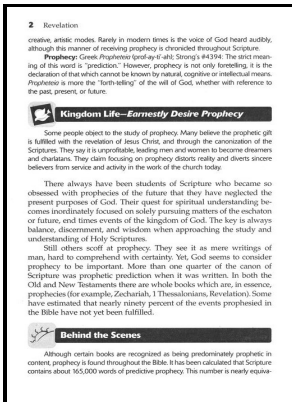 2 Revelation
creative, artistic modes. Rarely in modern times is the voice of God heard audibly,
although this manner of receiving prophecy is chronicled throughout Scripture.
Prophecy: Greek Propheteia (prof-ay-ti'-ah); Strong's #4394: The strict mean-
ing of this word is "prediction." However, prophecy is not only foretelling, it is the
declaration of that which cannot be known by natural, cognitive or intellectual means.
Propheteia is more the "forth-telling" of the will of God, whether with reference to
the past, present, or future.
Kingdom Life—Earnestly Desire Prophecy
Some people object to the study of prophecy. Many believe the prophetic gift
is fulfilled with the revelation of Jesus Christ, and through the canonization of the
Scriptures. They say it is unprofitable, leading men and women to become dreamers
and charlatans. They claim focusing on prophecy distorts reality and diverts sincere
believers from service and activity in the work of the church today.
There always have been students of Scripture who became so
obsessed with prophecies of the future that they have neglected the
present purposes of God. Their quest for spiritual understanding be-
comes inordinately focused on solely pursuing matters of the eschaton
or future, end times events of the kingdom of God. The key is always
balance, discernment, and wisdom when approaching the study and
understanding of Holy Scriptures.
Still others scoff at prophecy. They see it as mere writings of
man, hard to comprehend with certainty. Yet, God seems to consider
prophecy to be important. More than one quarter of the canon of
Scripture was prophetic prediction when it was written. In both the
Old and New Testaments there are whole books which are, in essence,
prophecies (for example, Zechariah, 1 Thessalonians, Revelation). Some
have estimated that nearly ninety percent of the events prophesied in
the Bible have not yet been fulfilled.
Behind the Scenes
Although certain books are recognized as being predominately prophetic in
content, prophecy is found throughout the Bible. It has been calculated that Scripture
contains about 165,000 words of predictive prophecy. This number is nearly equiva-